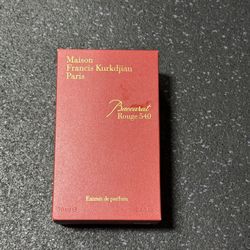 Maison
Francis Kurkdjian
Paris
Baccarat
Rouge 540
Extrait de parfum